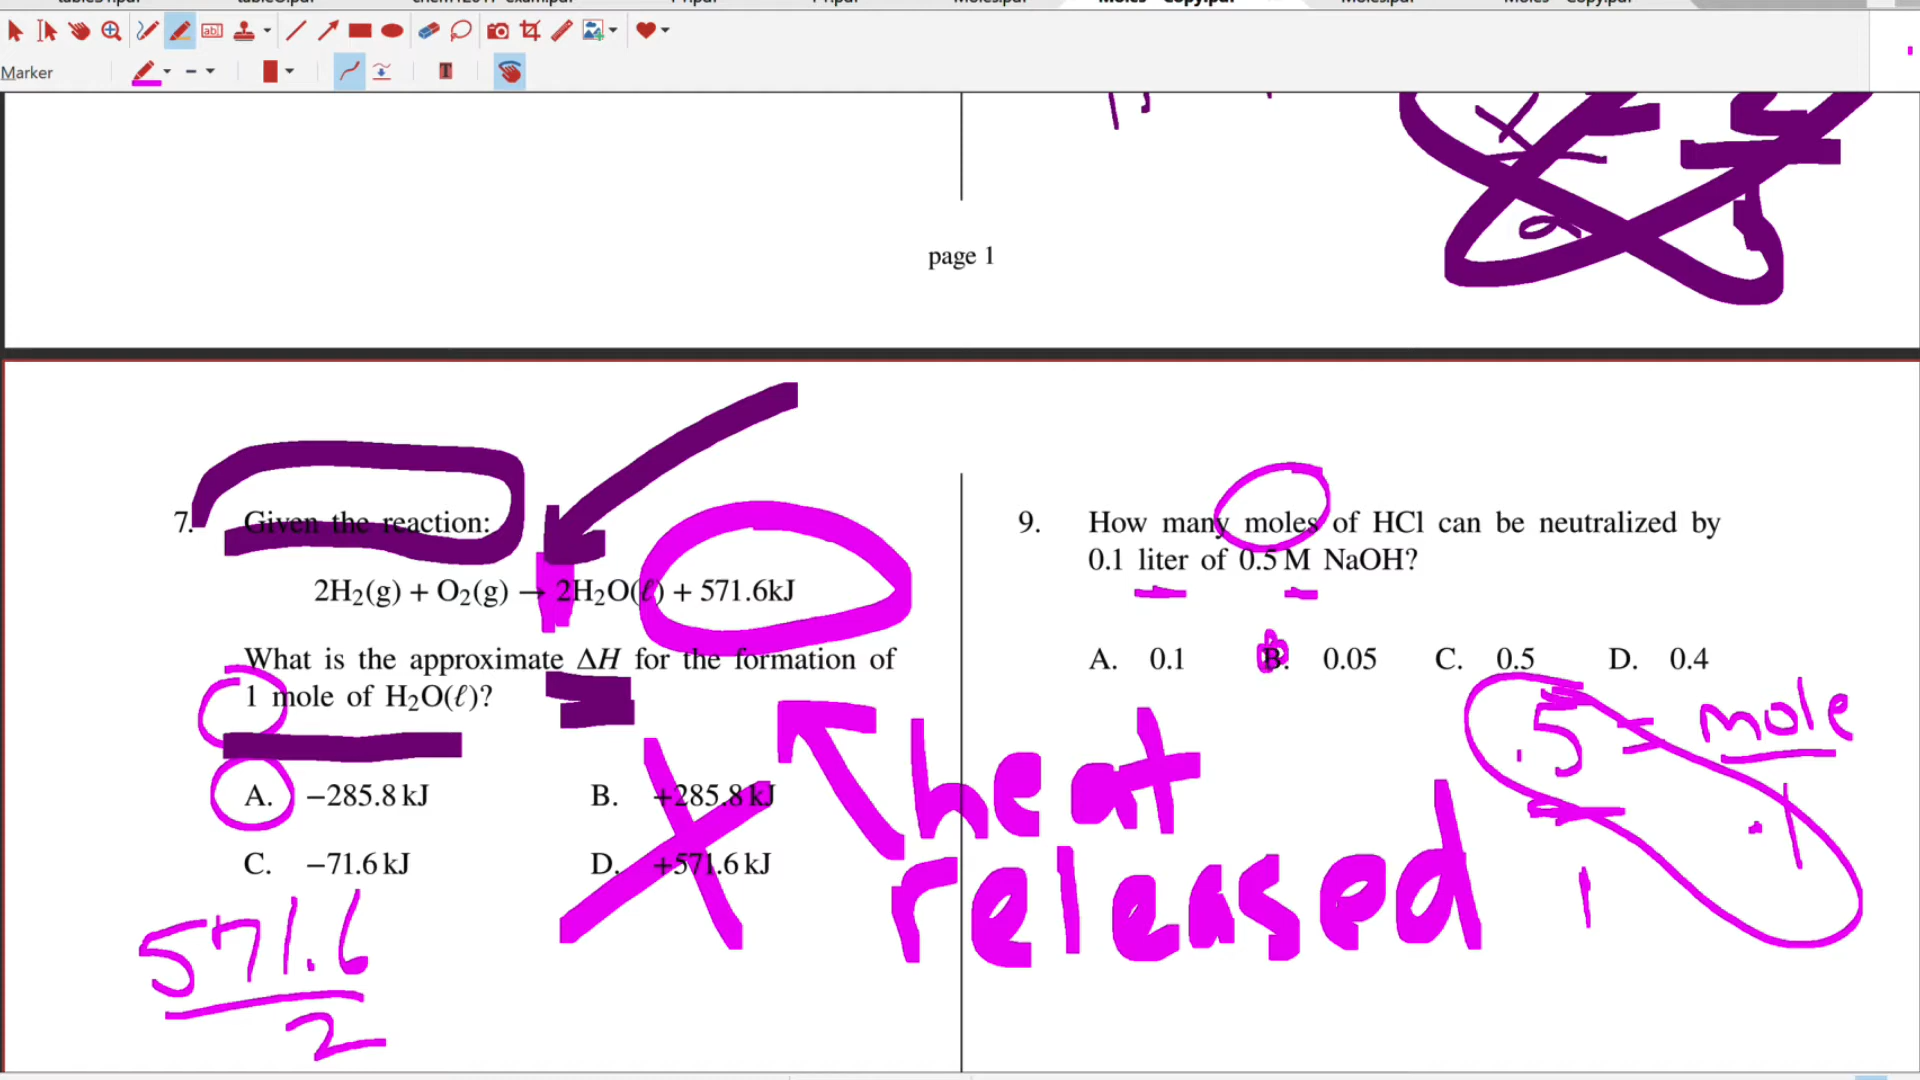 Marker
page 1
7. Given the reaction:
2H₂(g) + O₂(g) → 2H₂O(ℓ) + 571.6kJ
What is the approximate ΔH for the formation of
1 mole of H₂O(ℓ)?
A. −285.8 kJ B. +285.8 kJ
C. −71.6 kJ D. +571.6 kJ
571.6
2
heat
released
9. How many moles of HCl can be neutralized by
0.1 liter of 0.5 M NaOH?
A. 0.1 B. 0.05 C. 0.5 D. 0.4
.5 = mole
1 .1